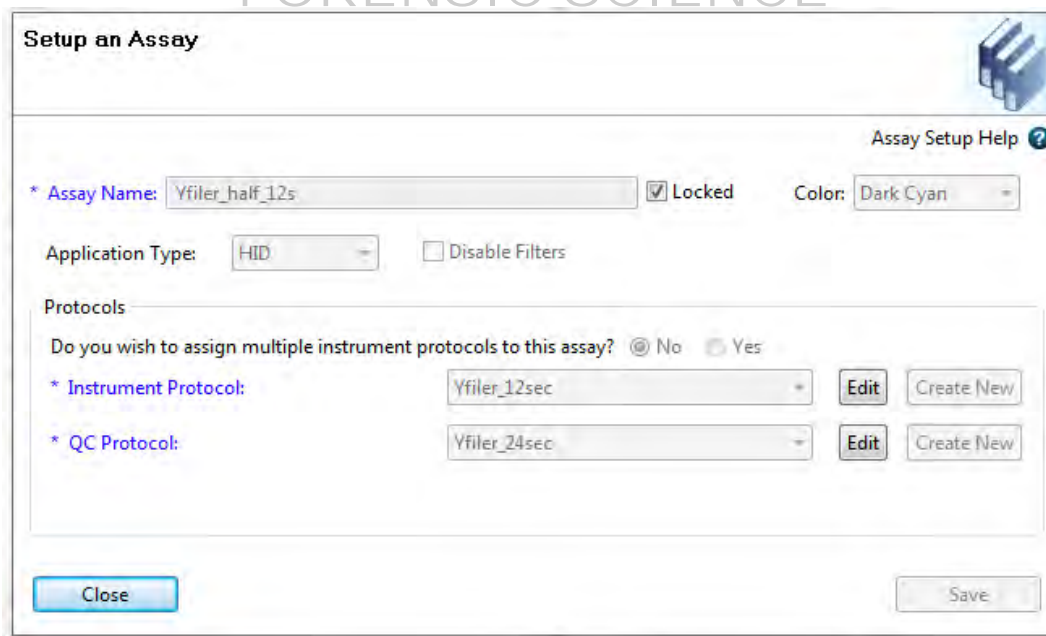 FORENSIC SCIENCE
Setup an Assay
Assay Setup Help ?
* Assay Name: Yfiler_half_12s Locked Color: Dark Cyan
Application Type: HID Disable Filters
Protocols
Do you wish to assign multiple instrument protocols to this assay? No Yes
* Instrument Protocol: Yfiler_12sec Edit Create New
* QC Protocol: Yfiler_24sec Edit Create New
Close Save